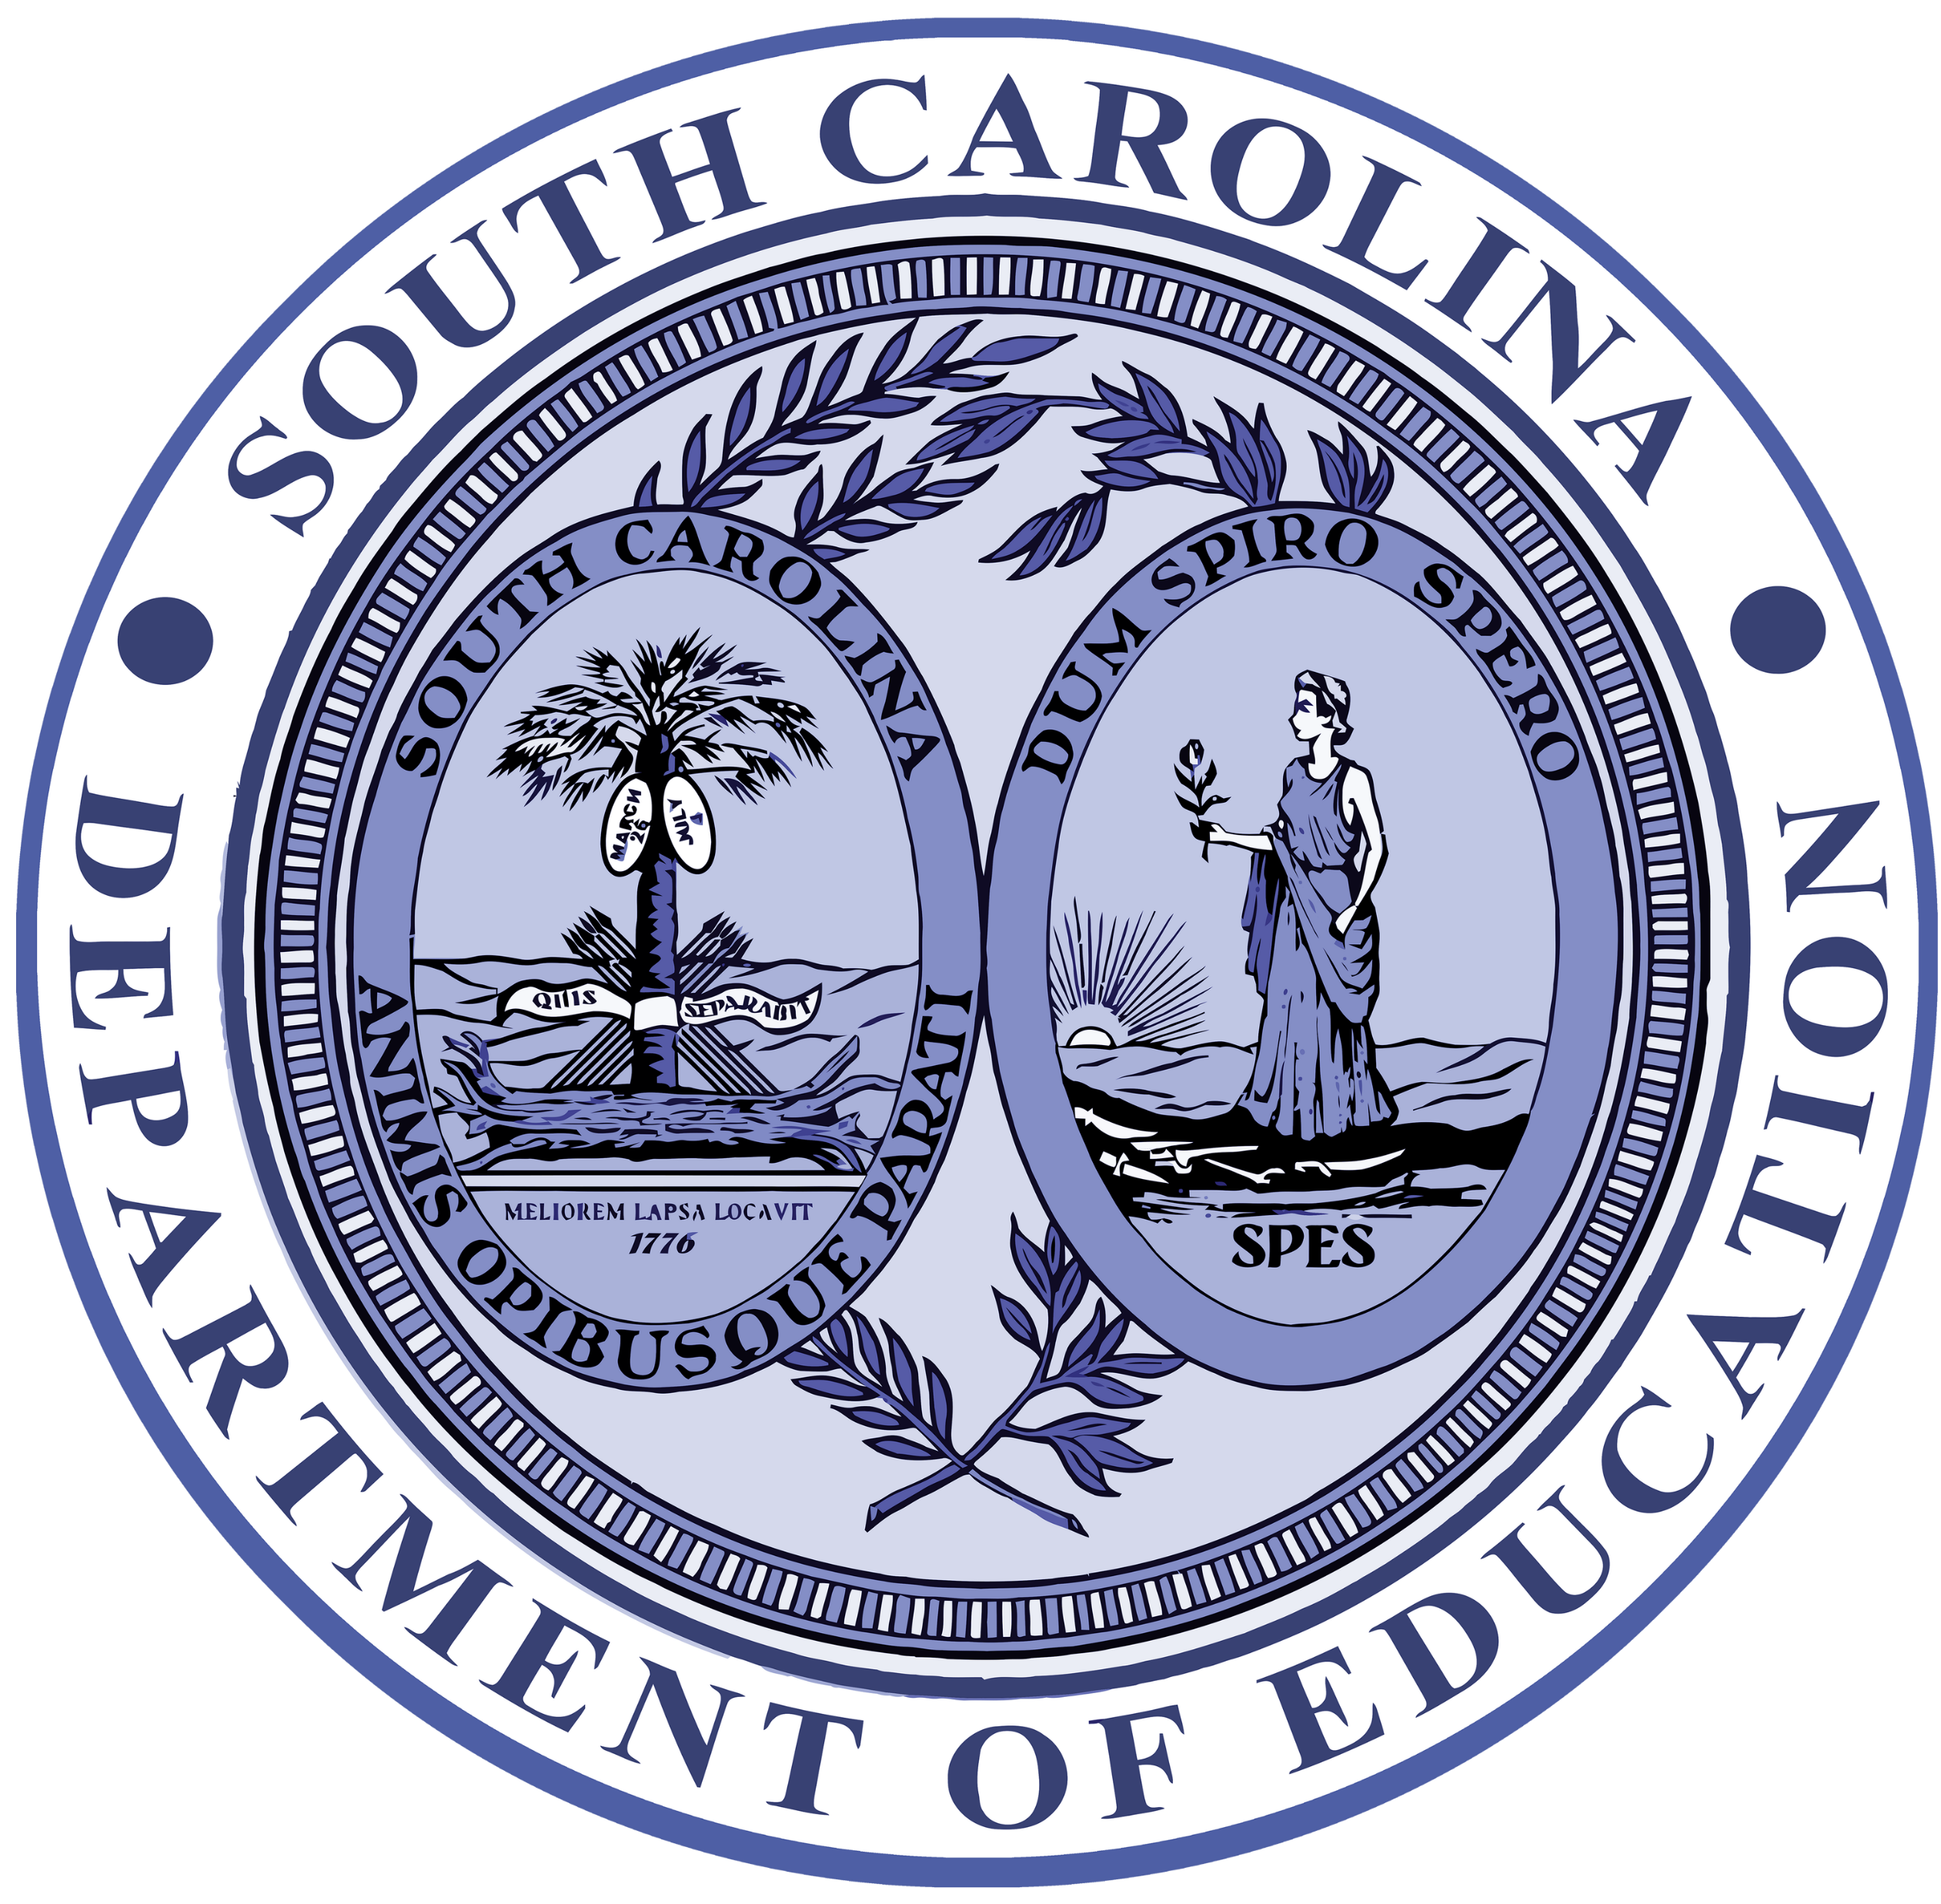 SOUTH CAROLINA
DEPARTMENT OF EDUCATION
SOUTH CAROLINA
MARCH
26
JULY
4
QUIS
SEPARABIT
MELIOREM LAPSA LOCAVIT
1776
ANIMIS OPIBUSQUE PARATI
DUM SPIRO SPERO
SPES